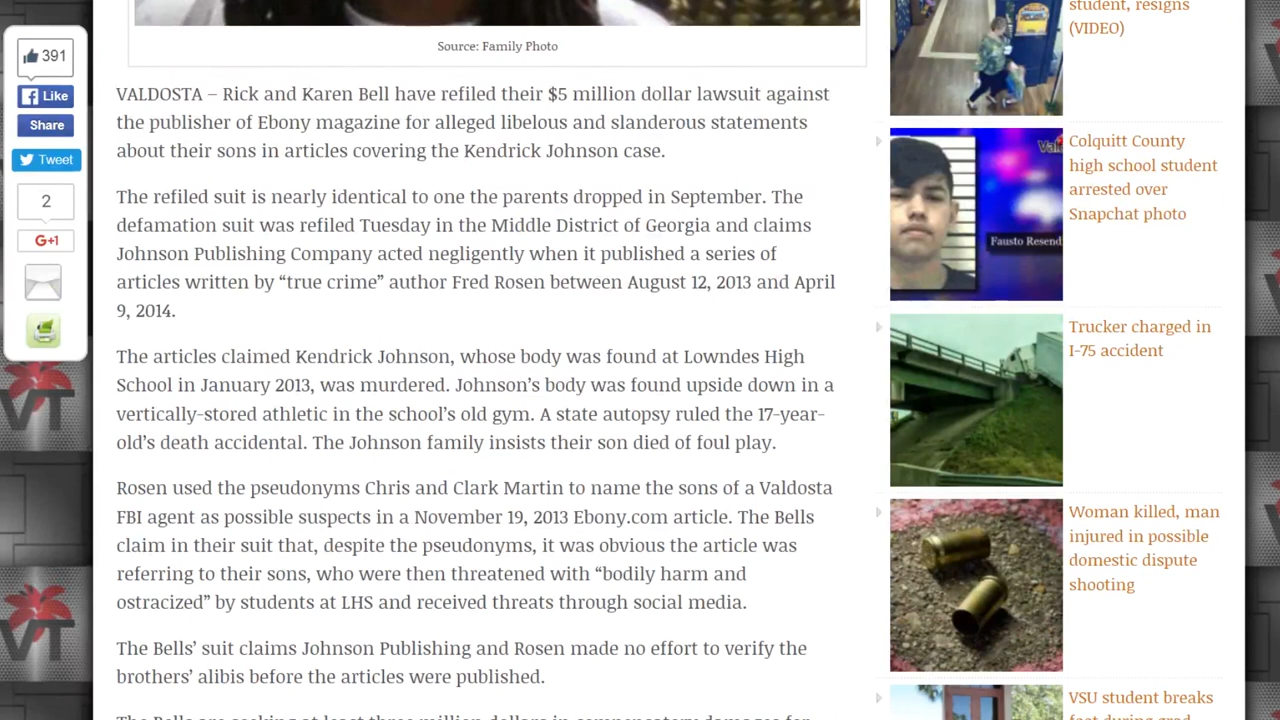 student, resigns
(VIDEO)
391
Source: Family Photo
Like
Share
Tweet
2
G+1
VALDOSTA – Rick and Karen Bell have refiled their $5 million dollar lawsuit against
the publisher of Ebony magazine for alleged libelous and slanderous statements
about their sons in articles covering the Kendrick Johnson case.
The refiled suit is nearly identical to one the parents dropped in September. The
defamation suit was refiled Tuesday in the Middle District of Georgia and claims
Johnson Publishing Company acted negligently when it published a series of
articles written by “true crime” author Fred Rosen between August 12, 2013 and April
9, 2014.
The articles claimed Kendrick Johnson, whose body was found at Lowndes High
School in January 2013, was murdered. Johnson’s body was found upside down in a
vertically-stored athletic in the school’s old gym. A state autopsy ruled the 17-year-
old’s death accidental. The Johnson family insists their son died of foul play.
Rosen used the pseudonyms Chris and Clark Martin to name the sons of a Valdosta
FBI agent as possible suspects in a November 19, 2013 Ebony.com article. The Bells
claim in their suit that, despite the pseudonyms, it was obvious the article was
referring to their sons, who were then threatened with “bodily harm and
ostracized” by students at LHS and received threats through social media.
The Bells’ suit claims Johnson Publishing and Rosen made no effort to verify the
brothers’ alibis before the articles were published.
Colquitt County
high school student
arrested over
Snapchat photo
Fausto Resend
Trucker charged in
I-75 accident
Woman killed, man
injured in possible
domestic dispute
shooting
VSU student breaks
VT
VT